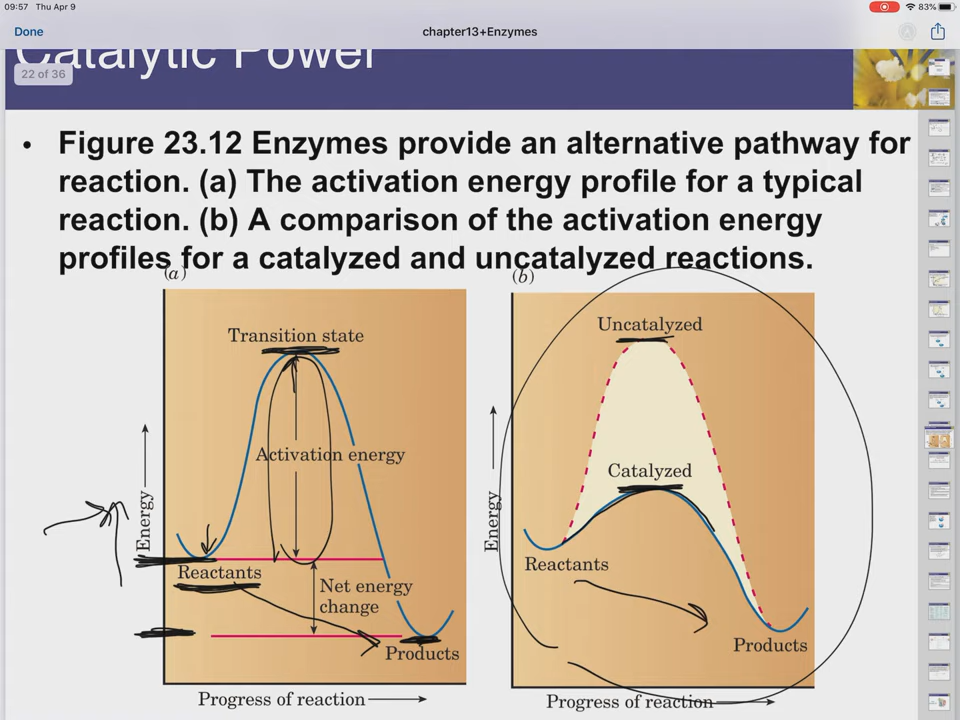 09:57 Thu Apr 9
83%
Done
chapter13+Enzymes
Catalytic Power
22 of 36
• Figure 23.12 Enzymes provide an alternative pathway for
reaction. (a) The activation energy profile for a typical
reaction. (b) A comparison of the activation energy
profiles for a catalyzed and uncatalyzed reactions.
(a)
Transition state
Activation energy
Energy
Reactants
Net energy
change
Products
Progress of reaction
(b)
Uncatalyzed
Catalyzed
Energy
Reactants
Products
Progress of reaction